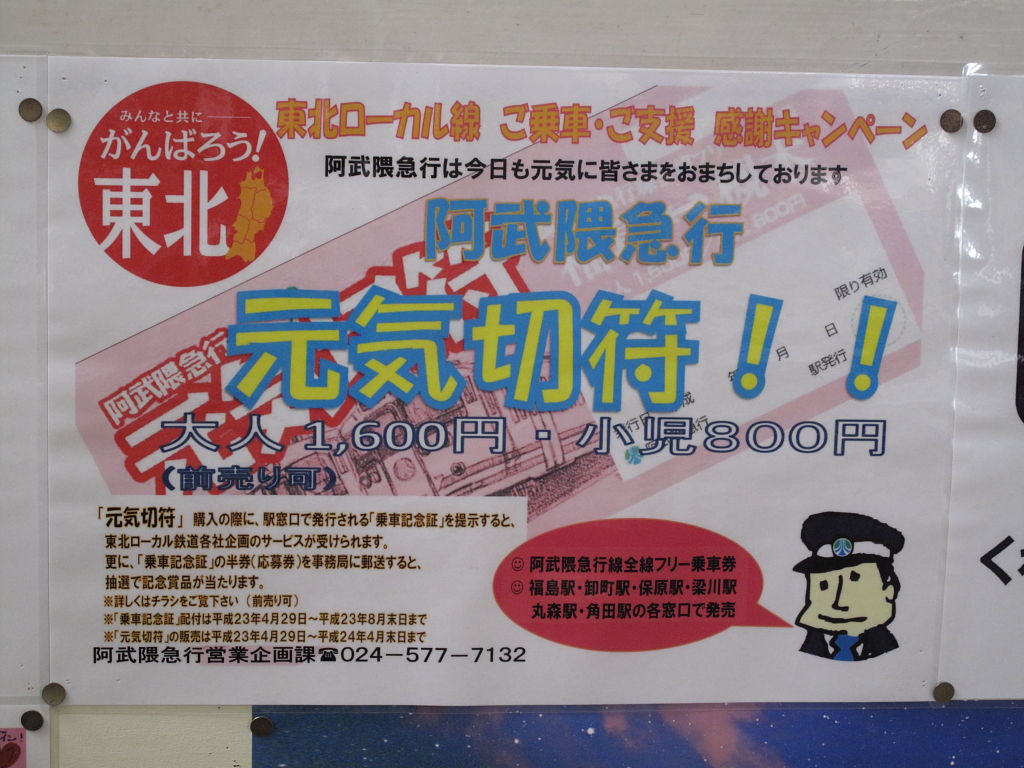 みんなと共に
がんばろう!
東北
東北ローカル線 ご乗車・ご支援 感謝キャンペーン
阿武隈急行は今日も元気に皆さまをおまちしております
阿武隈急行
元気切符！！
大人1,600円・小児800円
(前売り可)
阿武隈急行
限り有効
年 月 日
駅発行
「元気切符」購入の際に、駅窓口で発行される「乗車記念証」を提示すると、
東北ローカル鉄道各社企画のサービスが受けられます。
更に、「乗車記念証」の半券(応募券)を事務局に郵送すると、
抽選で記念賞品が当たります。
※詳しくはチラシをご覧下さい (前売り可)
※「乗車記念証」配付は平成23年4月29日〜平成23年8月末日まで
※「元気切符」の販売は平成23年4月29日〜平成24年4月末日まで
阿武隈急行営業企画課☎024－577－7132
☺ 阿武隈急行線全線フリー乗車券
☺ 福島駅・卸町駅・保原駅・梁川駅
丸森駅・角田駅の各窓口で発売